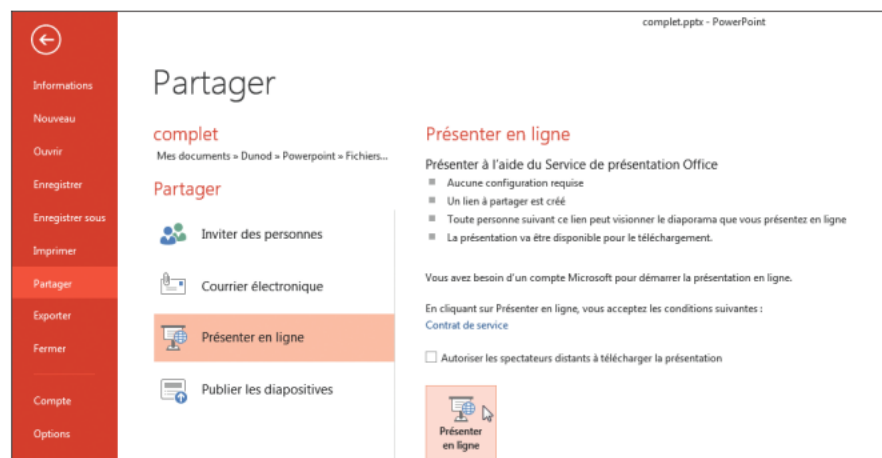 complet.pptx - PowerPoint
Informations
Nouveau
Ouvrir
Enregistrer
Enregistrer sous
Imprimer
Partager
Exporter
Fermer
Compte
Options
Partager
complet
Mes documents » Dunod » Powerpoint » Fichiers...
Partager
Inviter des personnes
Courrier électronique
Présenter en ligne
Publier les diapositives
Présenter en ligne
Présenter à l'aide du Service de présentation Office
Aucune configuration requise
Un lien à partager est créé
Toute personne suivant ce lien peut visionner le diaporama que vous présentez en ligne
La présentation va être disponible pour le téléchargement.
Vous avez besoin d'un compte Microsoft pour démarrer la présentation en ligne.
En cliquant sur Présenter en ligne, vous acceptez les conditions suivantes :
Contrat de service
Autoriser les spectateurs distants à télécharger la présentation
Présenter
en ligne